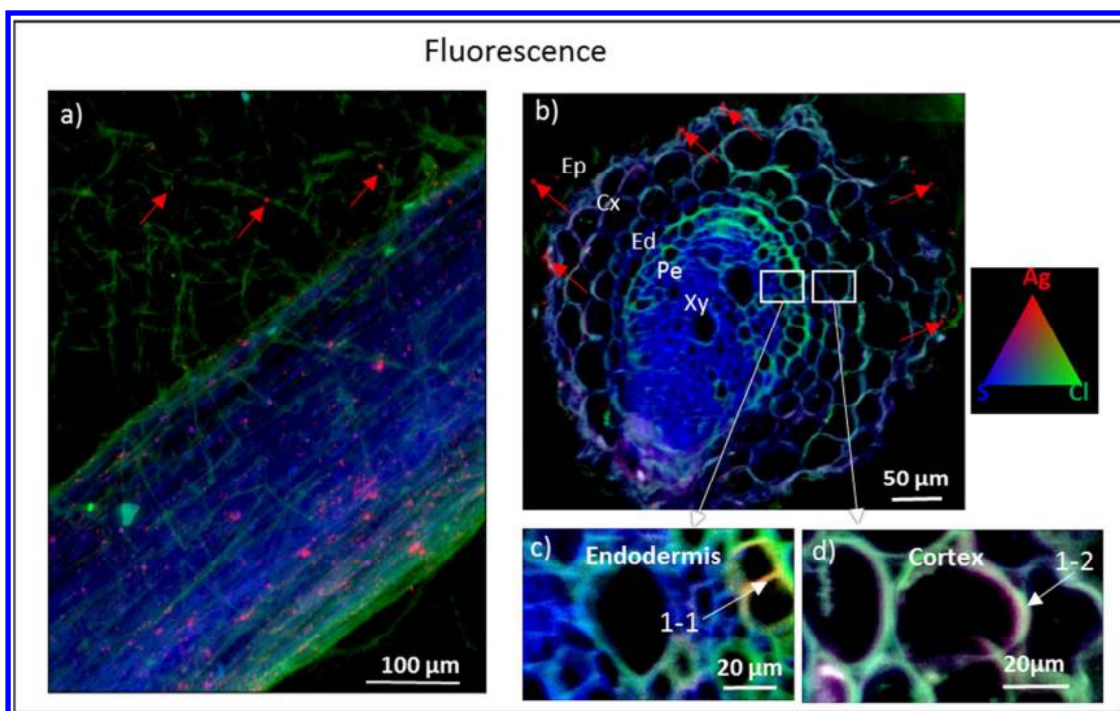 Fluorescence
a)
100 μm
b)
Ep
Cx
Ed
Pe
Xy
50 μm
Ag
S
Cl
c)
Endodermis
1-1
20 μm
d)
Cortex
1-2
20μm